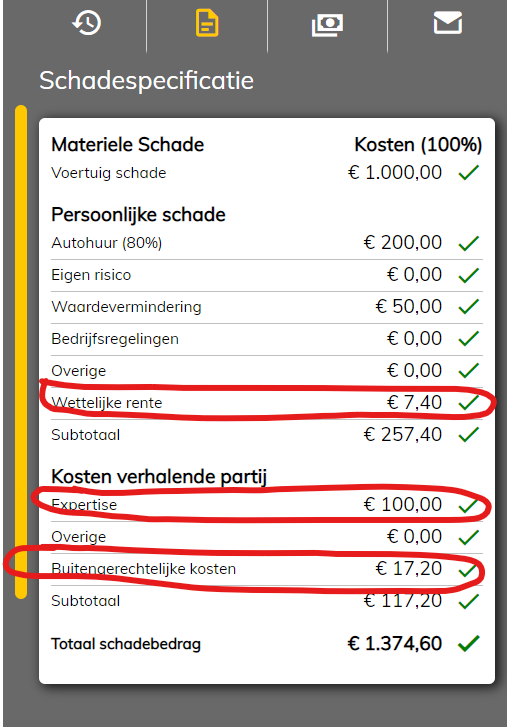 Schadespecificatie
Materiele Schade Kosten (100%)
Voertuig schade € 1.000,00
Persoonlijke schade
Autohuur (80%) € 200,00
Eigen risico € 0,00
Waardevermindering € 50,00
Bedrijfsregelingen € 0,00
Overige € 0,00
Wettelijke rente € 7,40
Subtotaal € 257,40
Kosten verhalende partij
Expertise € 100,00
Overige € 0,00
Buitengerechtelijke kosten € 17,20
Subtotaal € 117,20
Totaal schadebedrag € 1.374,60